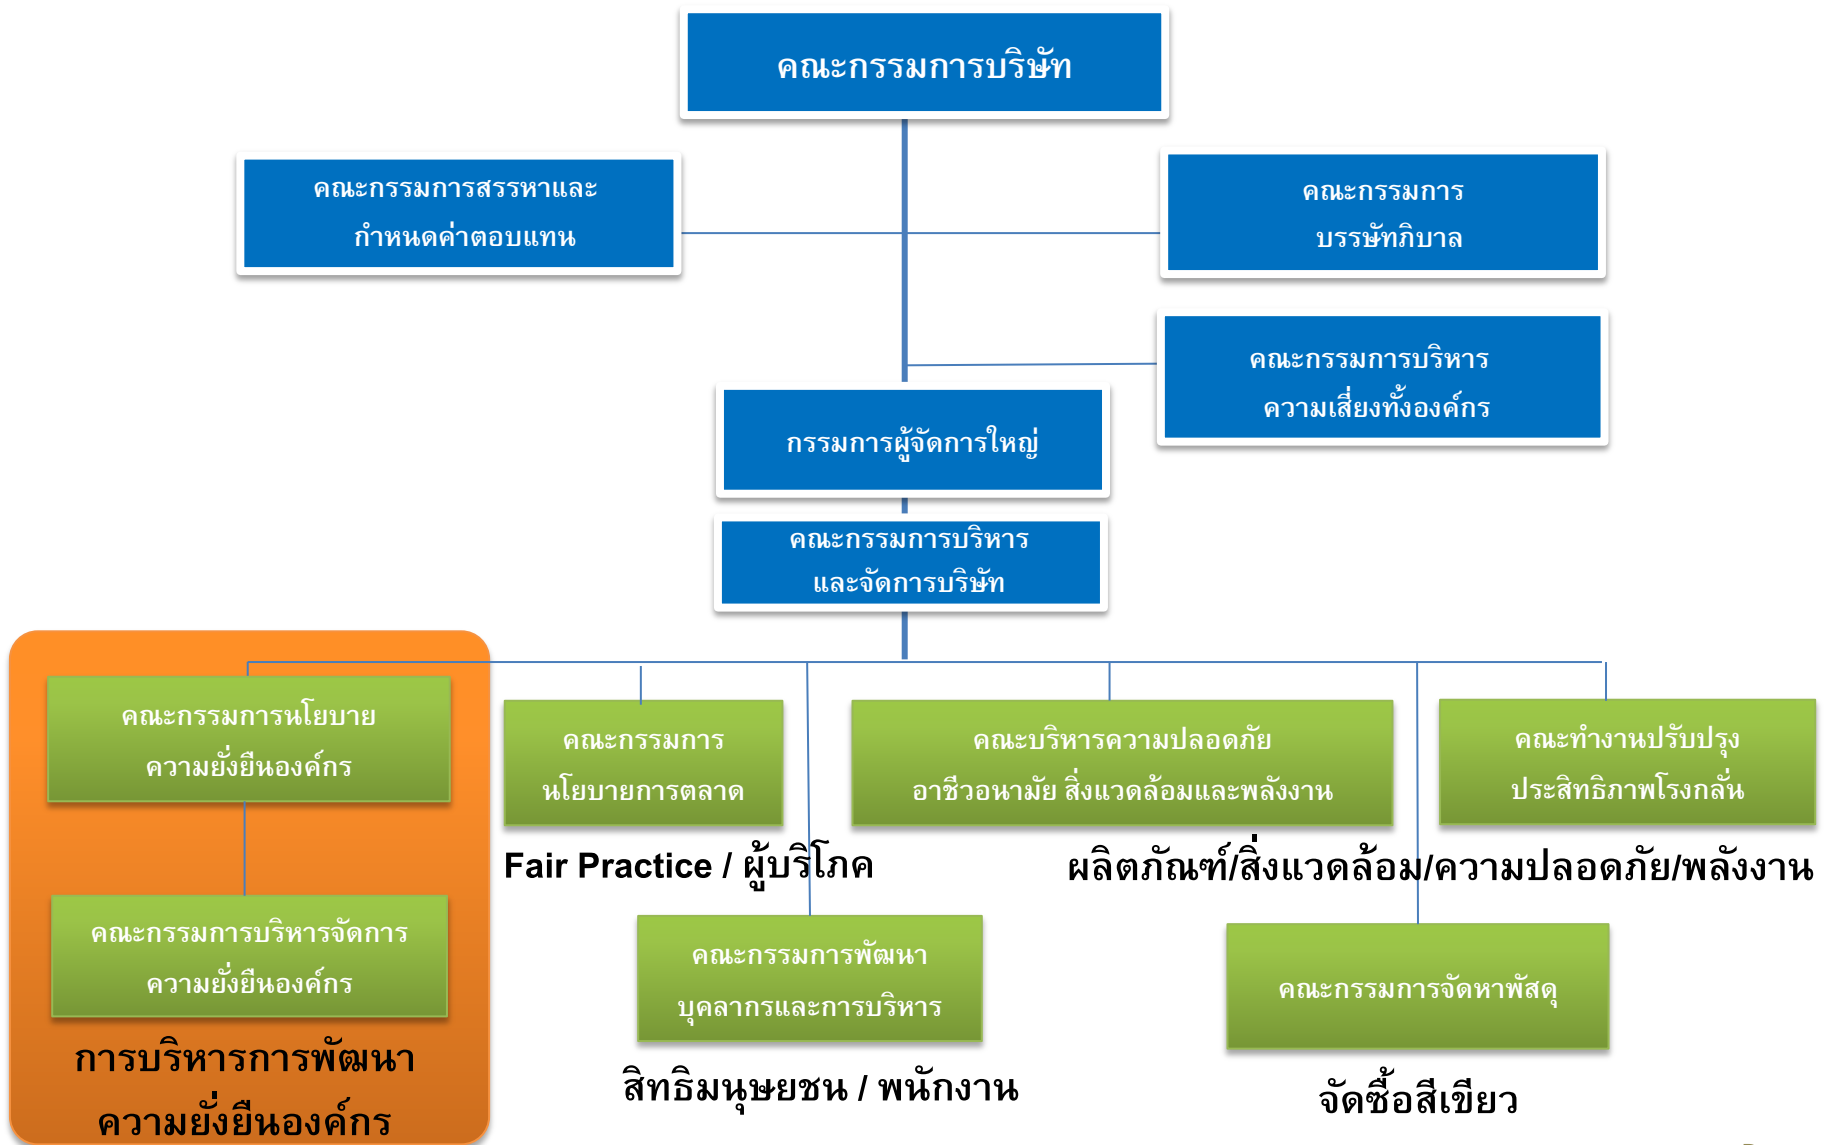 คณะกรรมการบริษัท
คณะกรรมการสรรหาและ
กำหนดค่าตอบแทน
คณะกรรมการ
บรรษัทภิบาล
คณะกรรมการบริหาร
ความเสี่ยงทั้งองค์กร
กรรมการผู้จัดการใหญ่
คณะกรรมการบริหาร
และจัดการบริษัท
คณะกรรมการนโยบาย
ความยั่งยืนองค์กร
คณะกรรมการ
นโยบายการตลาด
คณะบริหารความปลอดภัย
อาชีวอนามัย สิ่งแวดล้อมและพลังงาน
คณะทำงานปรับปรุง
ประสิทธิภาพโรงกลั่น
Fair Practice / ผู้บริโภค
ผลิตภัณฑ์/สิ่งแวดล้อม/ความปลอดภัย/พลังงาน
คณะกรรมการบริหารจัดการ
ความยั่งยืนองค์กร
คณะกรรมการพัฒนา
บุคลากรและการบริหาร
คณะกรรมการจัดหาพัสดุ
การบริหารการพัฒนา
ความยั่งยืนองค์กร
สิทธิมนุษยชน / พนักงาน
จัดซื้อสีเขียว